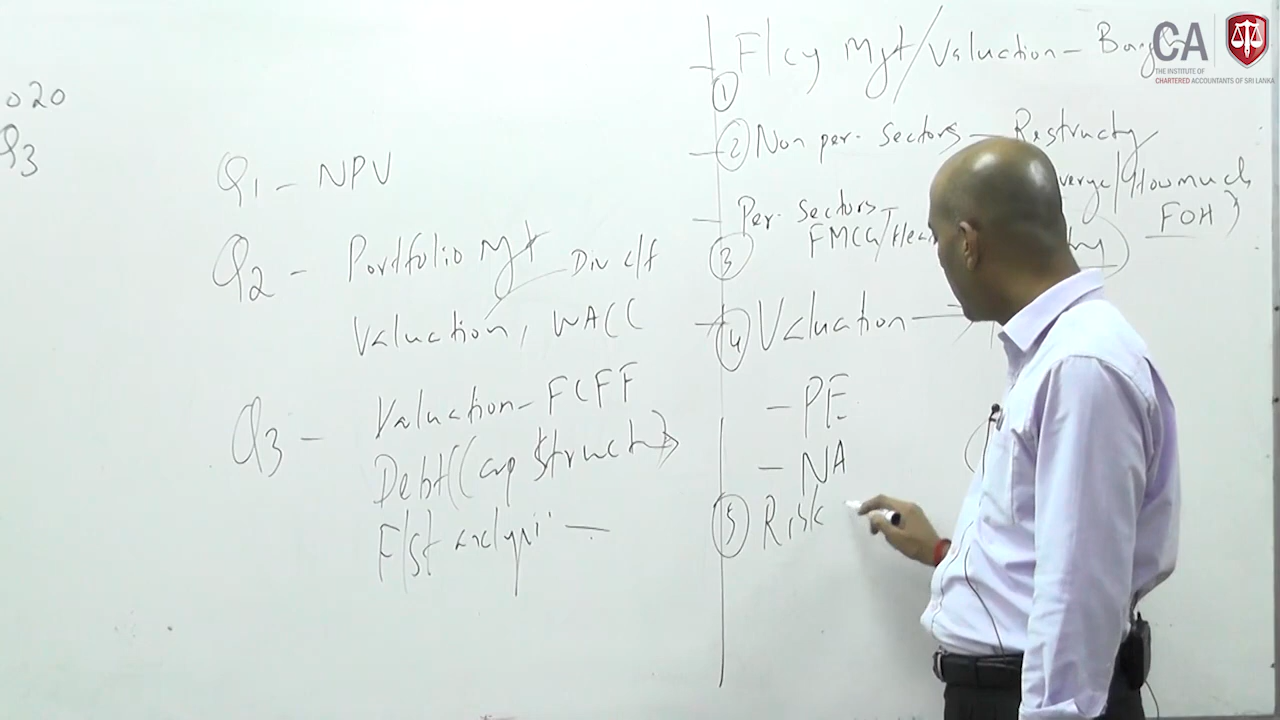 020
Q3
Q1 - NPV
Q2 - Portfolio Mgt
Div c/f
Valuation, WACC
Q3 - Valuation - FCFF
Debt (Cap Structure)
F/St analysis -
F/cy Mgt/Valuation -
①
② Non per. Sectors - Restructy
/How much
FOH)
Per. Sectors -
③ FMCG/
④ Valuation
- PE
- NA
⑤ Risk
CA
THE INSTITUTE OF
CHARTERED ACCOUNTANTS OF SRI LANKA